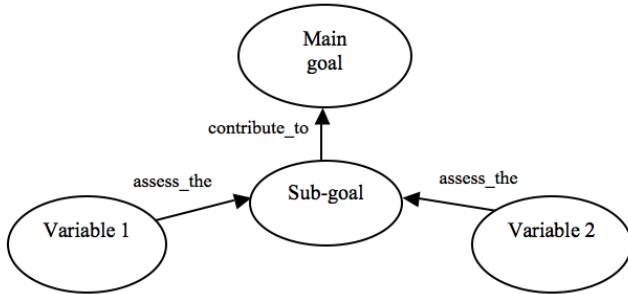 Main
goal
contribute_to
assess_the
assess_the
Sub-goal
Variable 1
Variable 2